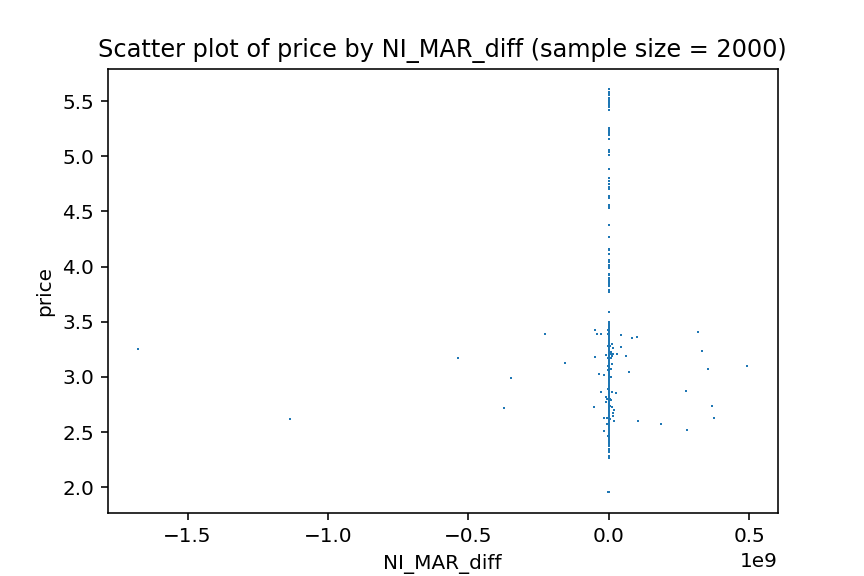 Scatter plot of price by NI_MAR_diff (sample size = 2000)
price
5.5
5.0
4.5
4.0
3.5
3.0
2.5
2.0
−1.5 −1.0 −0.5 0.0 0.5
1e9
NI_MAR_diff